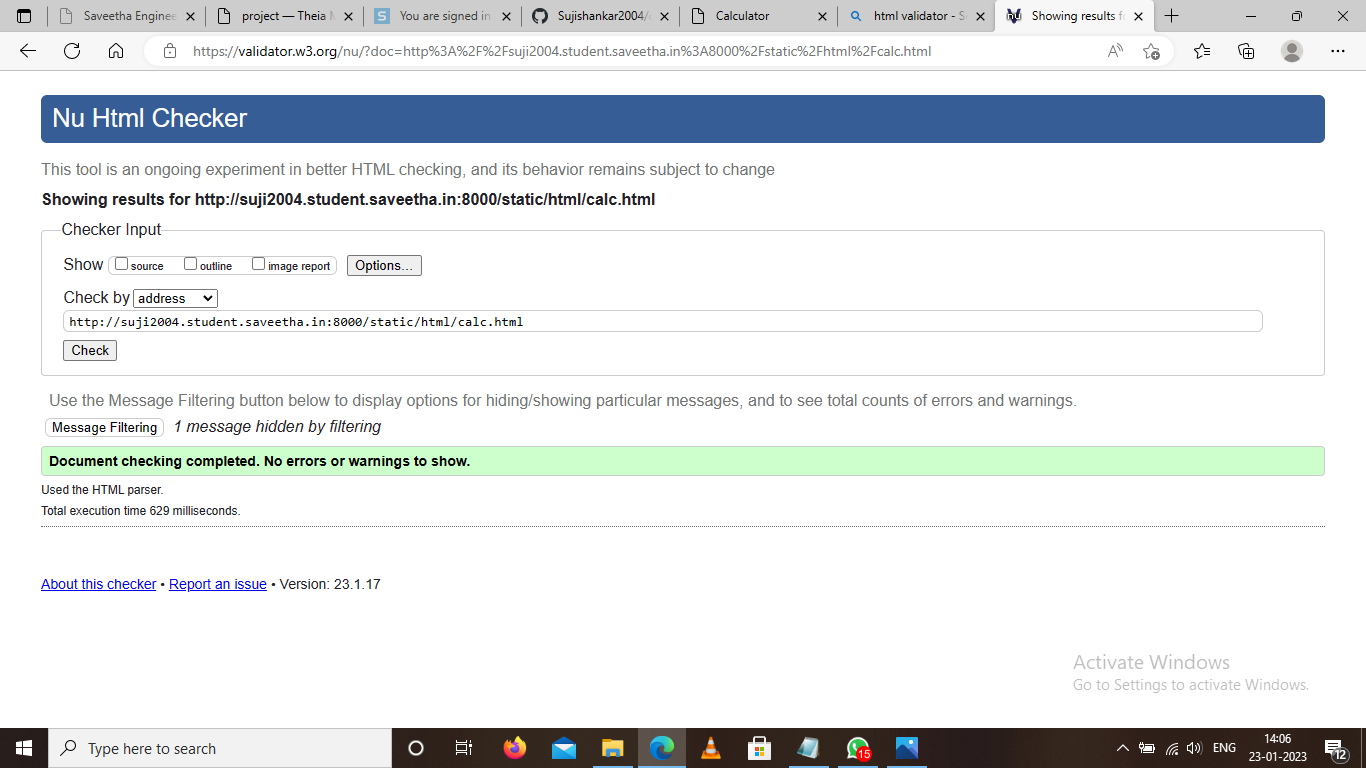 Saveetha Enginee
project — Theia
You are signed in
Sujishankar2004/
Calculator
html validator - S
Showing results f
https://validator.w3.org/nu/?doc=http%3A%2F%2Fsuji2004.student.saveetha.in%3A8000%2Fstatic%2Fhtml%2Fcalc.html
Nu Html Checker
This tool is an ongoing experiment in better HTML checking, and its behavior remains subject to change
Showing results for http://suji2004.student.saveetha.in:8000/static/html/calc.html
Checker Input
Show source outline image report Options...
Check by address
http://suji2004.student.saveetha.in:8000/static/html/calc.html
Check
Use the Message Filtering button below to display options for hiding/showing particular messages, and to see total counts of errors and warnings.
Message Filtering 1 message hidden by filtering
Document checking completed. No errors or warnings to show.
Used the HTML parser.
Total execution time 629 milliseconds.
About this checker • Report an issue • Version: 23.1.17
Activate Windows
Go to Settings to activate Windows.
Type here to search
15
ENG
14:06
23-01-2023
12